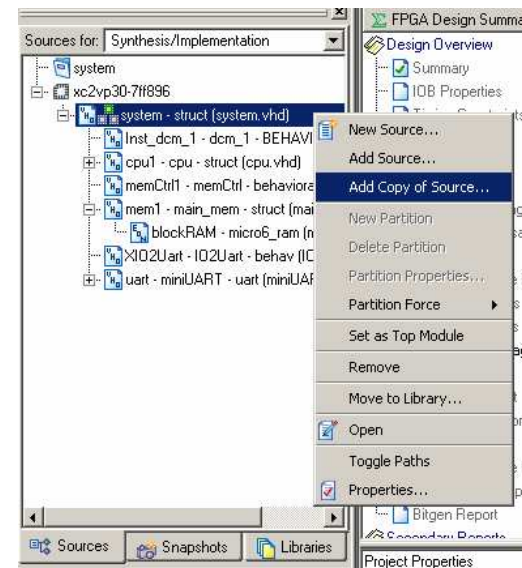 FPGA Design Summa
Sources for: Synthesis/Implementation
Design Overview
system
Summary
xc2vp30-7ff896
IOB Properties
system - struct (system.vhd)
Inst_dcm_1 - dcm_1 - BEHAVI
cpu1 - cpu - struct (cpu.vhd)
memCtrl1 - memCtrl - behaviora
mem1 - main_mem - struct (mai
blockRAM - micro6_ram (m
XIO2Uart - IO2Uart - behav (IO
uart - miniUART - uart (miniUAF
New Source...
Add Source...
Add Copy of Source...
New Partition
Delete Partition
Partition Properties...
Partition Force
Set as Top Module
Remove
Move to Library...
Open
Toggle Paths
Properties...
Bitgen Report
Secondary Reports
Sources
Snapshots
Libraries
Project Properties